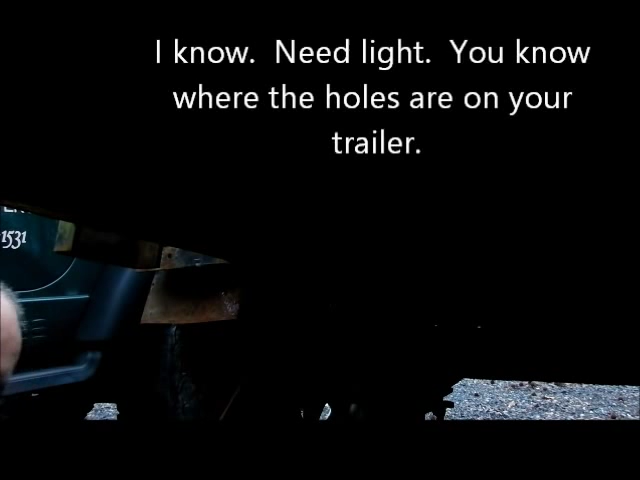 I know.  Need light.  You know
where the holes are on your
trailer.
1531